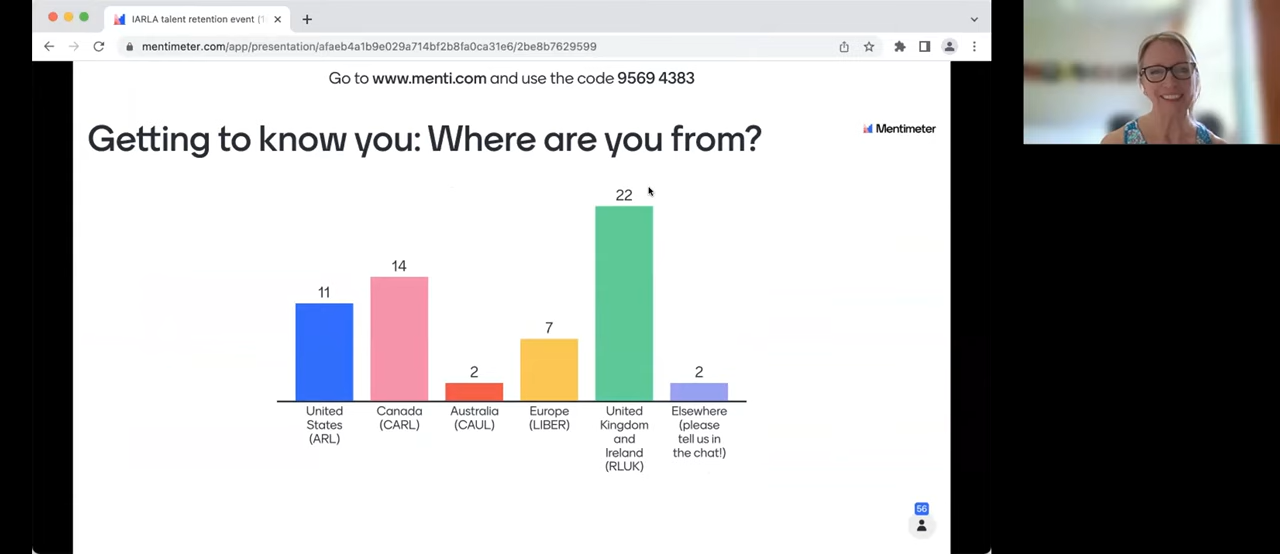 IARLA talent retention event (1
mentimeter.com/app/presentation/afaeb4a1b9e029a714bf2b8fa0ca31e6/2be8b7629599
Go to www.menti.com and use the code 9569 4383
Getting to know you: Where are you from?
Mentimeter
11
14
2
7
22
2
United
States
(ARL)
Canada
(CARL)
Australia
(CAUL)
Europe
(LIBER)
United
Kingdom
and
Ireland
(RLUK)
Elsewhere
(please
tell us in
the chat!)
56